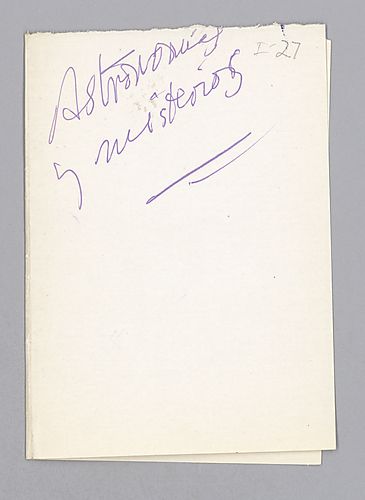 Astronomía
y misterios
I-27